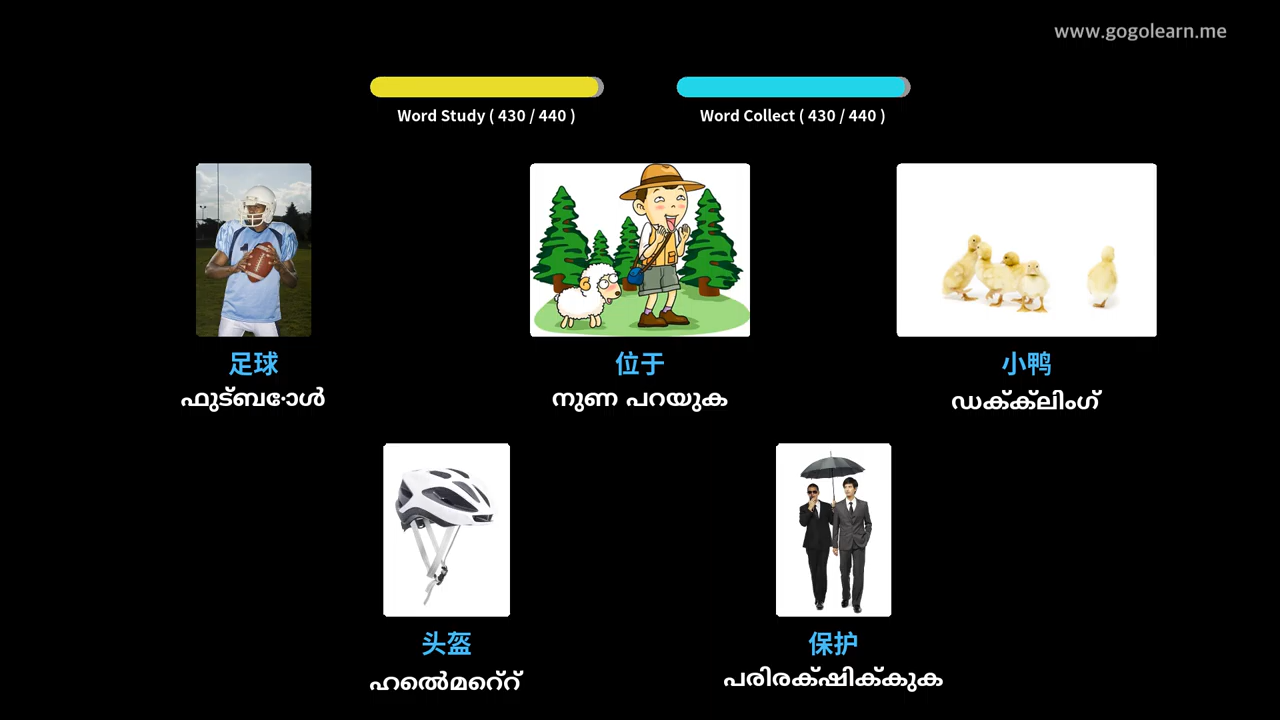 www.gogolearn.me
Word Study ( 430 / 440 )
Word Collect ( 430 / 440 )
足球
位于
小鸭
ഫുട്ബോൾ
നുണ പറയുക
ഡക്ക്ലിംഗ്
头盔
保护
ഹെൽമെറ്റ്
പരിരക്ഷിക്കുക